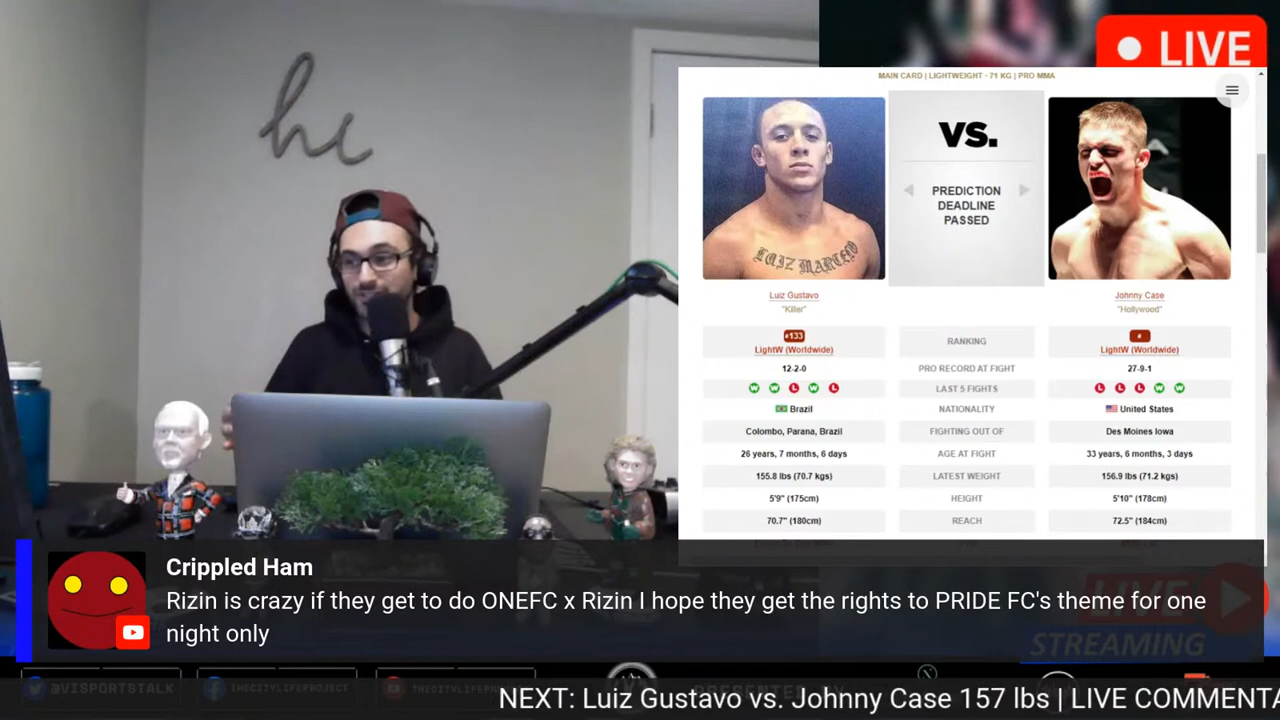 hi
LIVE
MAIN CARD | LIGHTWEIGHT - 71 KG | PRO MMA
VS.
PREDICTION
DEADLINE
PASSED
LUIZ
Luiz Gustavo
"Killer"
Johnny Case
"Hollywood"
#133
LightW (Worldwide)
RANKING
#
LightW (Worldwide)
12-2-0
PRO RECORD AT FIGHT
27-9-1
W W L W L
LAST 5 FIGHTS
L L L W W
Brazil
NATIONALITY
United States
Colombo, Parana, Brazil
FIGHTING OUT OF
Des Moines Iowa
26 years, 7 months, 6 days
AGE AT FIGHT
33 years, 6 months, 3 days
155.8 lbs (70.7 kgs)
LATEST WEIGHT
156.9 lbs (71.2 kgs)
5'9" (175cm)
HEIGHT
5'10" (178cm)
70.7" (180cm)
REACH
72.5" (184cm)
Crippled Ham
Rizin is crazy if they get to do ONEFC x Rizin I hope they get the rights to PRIDE FC's theme for one
night only
LIVE
STREAMING
@VISPORTSTALK
THECITYLIFEPROJECT
NEXT: Luiz Gustavo vs. Johnny Case 157 lbs | LIVE COMMENTA